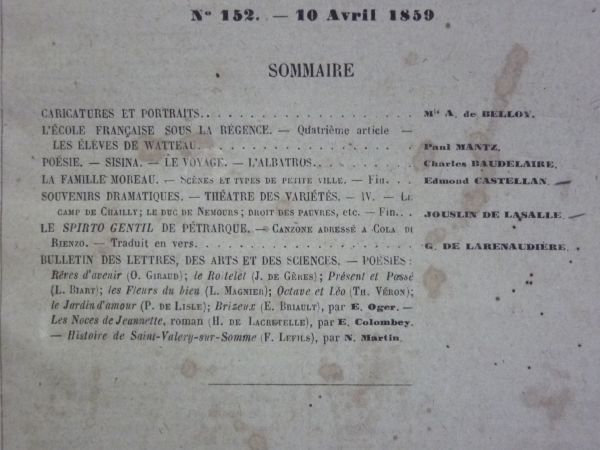 N° 152. — 10 Avril 1859
SOMMAIRE
CARICATURES ET PORTRAITS. . . . . . . . . . . . . . . . . Mis A. de BELLOY.
L'ÉCOLE FRANÇAISE SOUS LA RÉGENCE. — Quatrième article —
LES ÉLÈVES DE WATTEAU. . . . . . . . . . . . . . . . . Paul MANTZ.
POÉSIE. — SISINA. — LE VOYAGE. — L'ALBATROS. . . . . . . . Charles BAUDELAIRE.
LA FAMILLE MOREAU. — SCÈNES ET TYPES DE PETITE VILLE. — Fin. . . Edmond CASTELLAN.
SOUVENIRS DRAMATIQUES. — THÉATRE DES VARIÉTÉS. — IV. — LE
CAMP DE CHAILLY; LE DUC DE NEMOURS; DROIT DES PAUVRES, ETC. — Fin. . . JOUSLIN DE LASALLE.
LE SPIRTO GENTIL DE PÉTRARQUE. — CANZONE ADRESSÉ A COLA DI
RIENZO. — Traduit en vers. . . . . . . . . . . . . . . . . G. DE LARENAUDIÈRE.
BULLETIN DES LETTRES, DES ARTS ET DES SCIENCES. — POÉSIES :
Rêves d'avenir (O. GIRAUD); le Roitelet (J. DE GÈRES); Présent et Passé
(L. BIART); les Fleurs du bien (L. MAGNIER); Octave et Léo (TH. VÉRON);
le Jardin d'amour (P. DE LISLE); Brizeux (E. BRIAULT), par E. Oger. —
Les Noces de Jeannette, roman (H. DE LACRETELLE), par E. Colombey.
— Histoire de Saint-Valery-sur-Somme (F. LEFILS), par N. Martin.